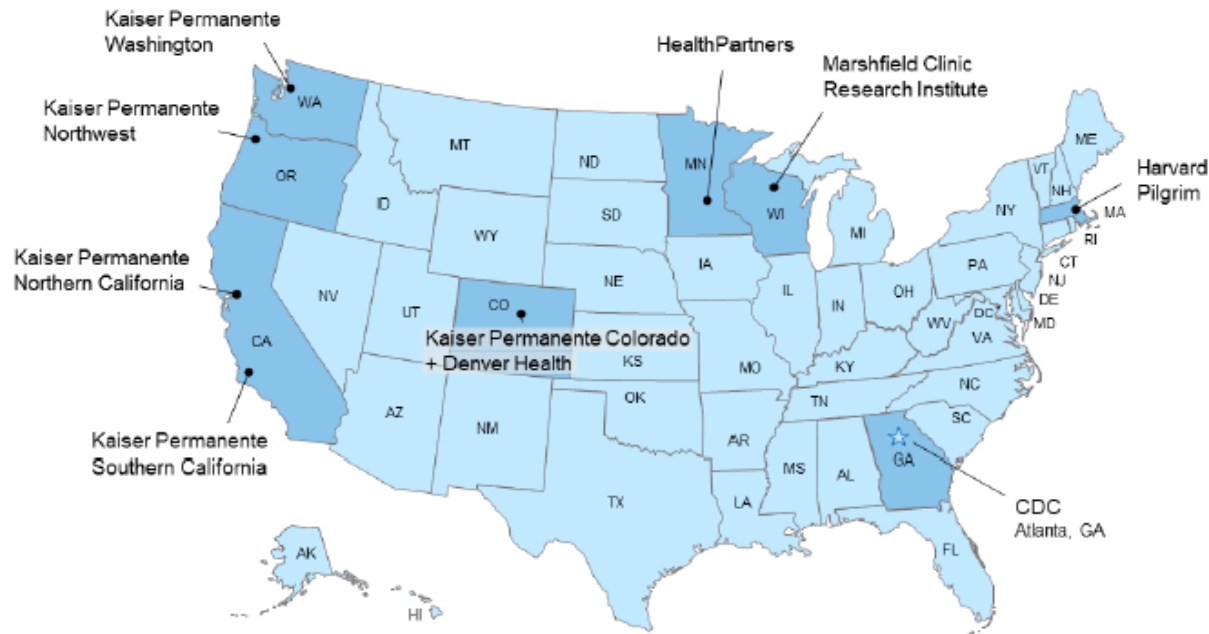 Kaiser Permanente
Washington
HealthPartners
Marshfield Clinic
Research Institute
Kaiser Permanente
Northwest
Harvard
Pilgrim
Kaiser Permanente
Northern California
Kaiser Permanente Colorado
+ Denver Health
Kaiser Permanente
Southern California
CDC
Atlanta, GA
WA
OR
CA
ID
NV
MT
WY
UT
CO
AZ
NM
ND
SD
NE
KS
OK
TX
MN
IA
MO
AR
LA
WI
IL
MI
IN
OH
KY
TN
MS
AL
GA
FL
SC
NC
VA
WV
DC
MD
DE
NJ
PA
NY
CT
RI
MA
VT
NH
ME
AK
HI